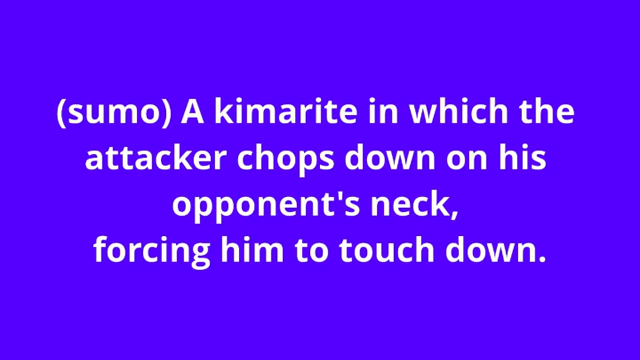 (sumo) A kimarite in which the
attacker chops down on his
opponent's neck,
forcing him to touch down.